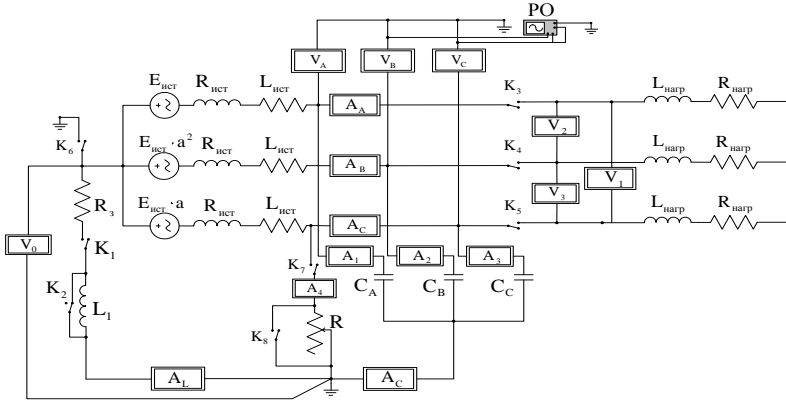 PO
V_A V_B V_C
E_ист R_ист L_ист A_A K_3 L_нагр R_нагр
K_6 V_2
E_ист·a² R_ист L_ист A_B K_4 L_нагр R_нагр
R_з V_3 V_1
E_ист·a R_ист L_ист A_C K_5 L_нагр R_нагр
V_0 K_1
K_7 A_1 A_2 A_3
K_2 L_1 A_4 C_A C_B C_C
K_8 R
A_L A_C